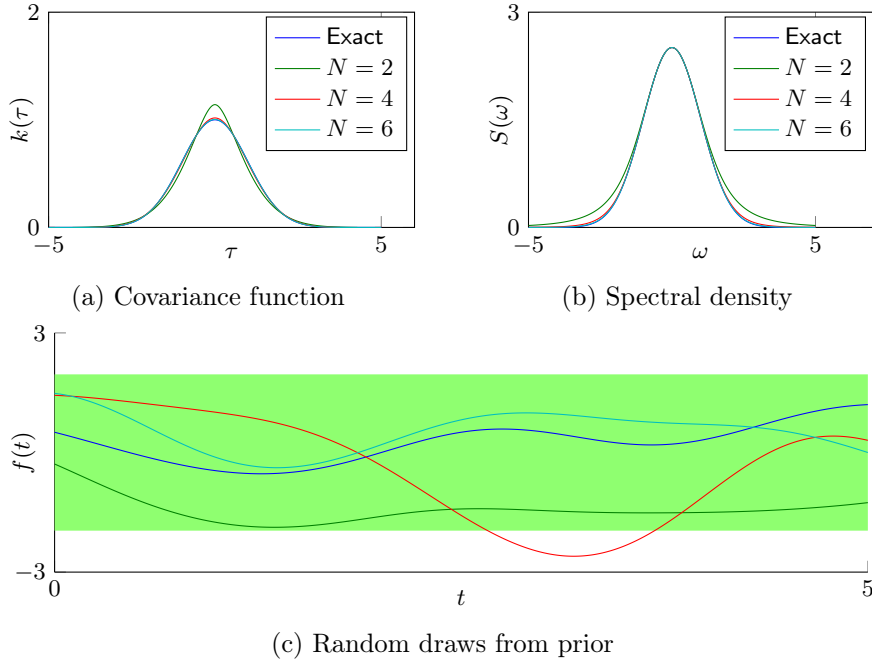 2
k(τ)
0
−5
5
τ
Exact
N = 2
N = 4
N = 6
(a) Covariance function
3
S(ω)
0
−5
5
ω
Exact
N = 2
N = 4
N = 6
(b) Spectral density
3
f(t)
−3
0
5
t
(c) Random draws from prior